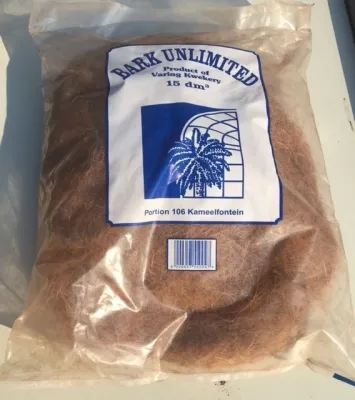 BARK UNLIMITED
Product of
Varing Kwekery
15 dm³
Portion 106 Kameelfontein